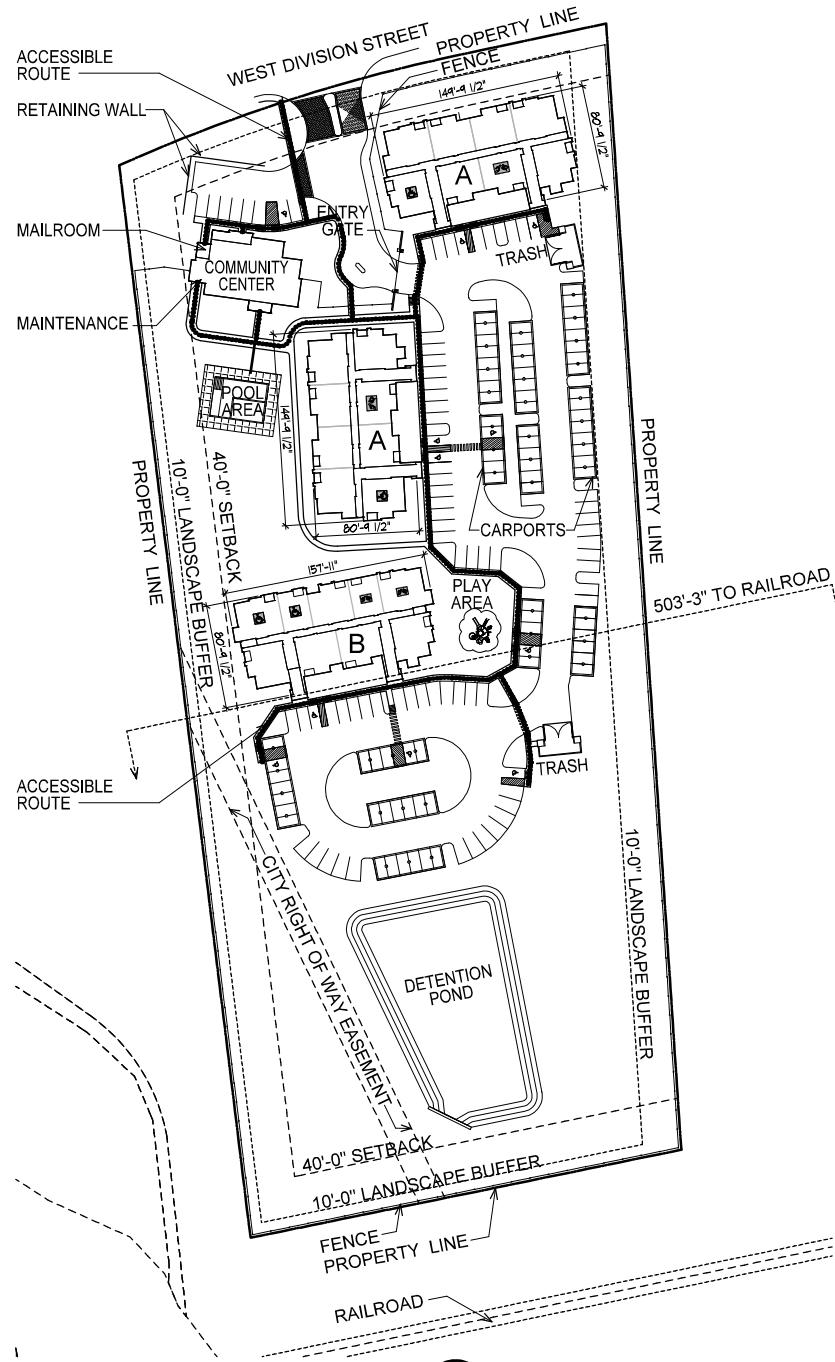 WEST DIVISION STREET
PROPERTY LINE
FENCE
ACCESSIBLE
ROUTE
RETAINING WALL
149'-9 1/2"
80'-9 1/2"
A
ENTRY
GATE
MAILROOM
COMMUNITY
CENTER
TRASH
MAINTENANCE
POOL
AREA
149'-9 1/2"
A
80'-9 1/2"
CARPORTS
PROPERTY LINE
PROPERTY LINE
10'-0" LANDSCAPE BUFFER
40'-0" SETBACK
157'-11"
80'-9 1/2"
B
PLAY
AREA
503'-3" TO RAILROAD
ACCESSIBLE
ROUTE
TRASH
CITY RIGHT OF WAY EASEMENT
10'-0" LANDSCAPE BUFFER
DETENTION
POND
40'-0" SETBACK
10'-0" LANDSCAPE BUFFER
FENCE
PROPERTY LINE
RAILROAD